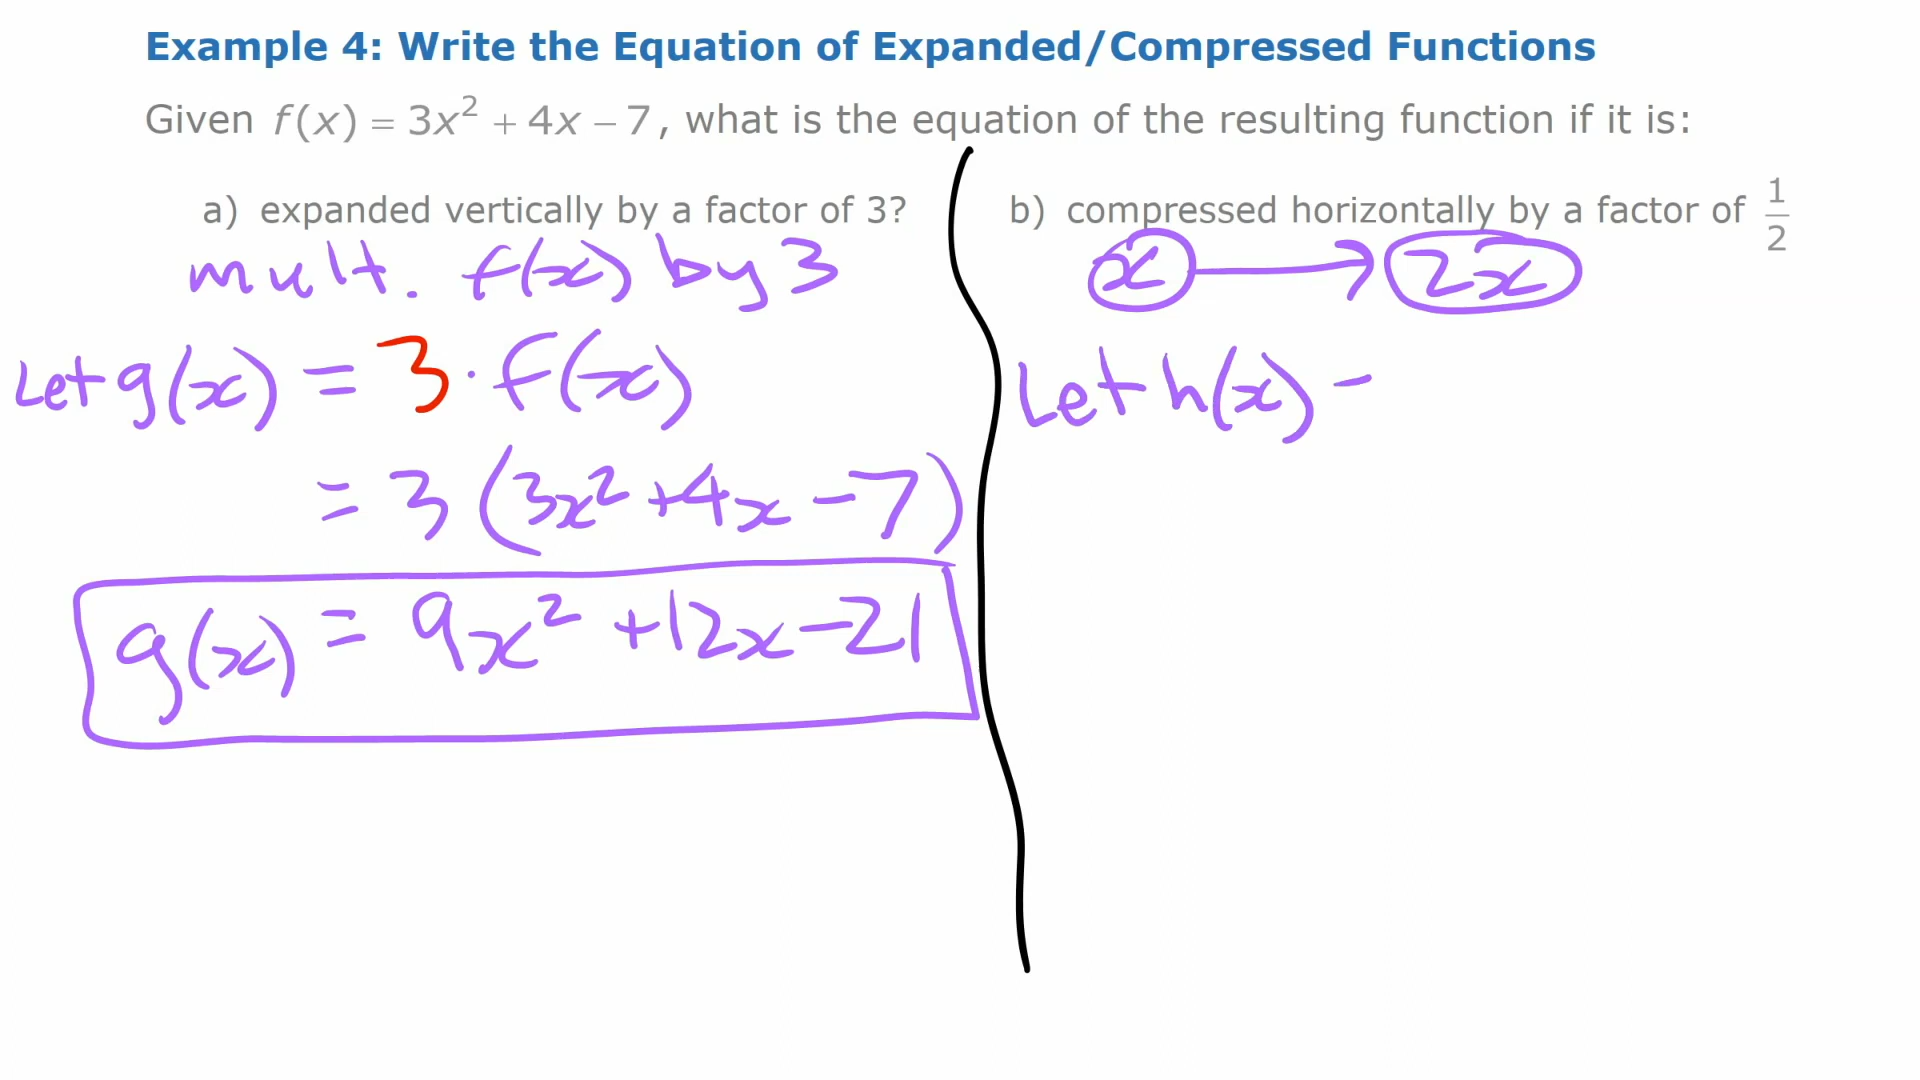 Example 4: Write the Equation of Expanded/Compressed Functions
Given f(x) = 3x² + 4x − 7, what is the equation of the resulting function if it is:
a) expanded vertically by a factor of 3?
mult. f(x) by 3
Let g(x) = 3 · f(x)
= 3 (3x² + 4x − 7)
g(x) = 9x² + 12x − 21
b) compressed horizontally by a factor of 1/2
x → 2x
Let h(x) -